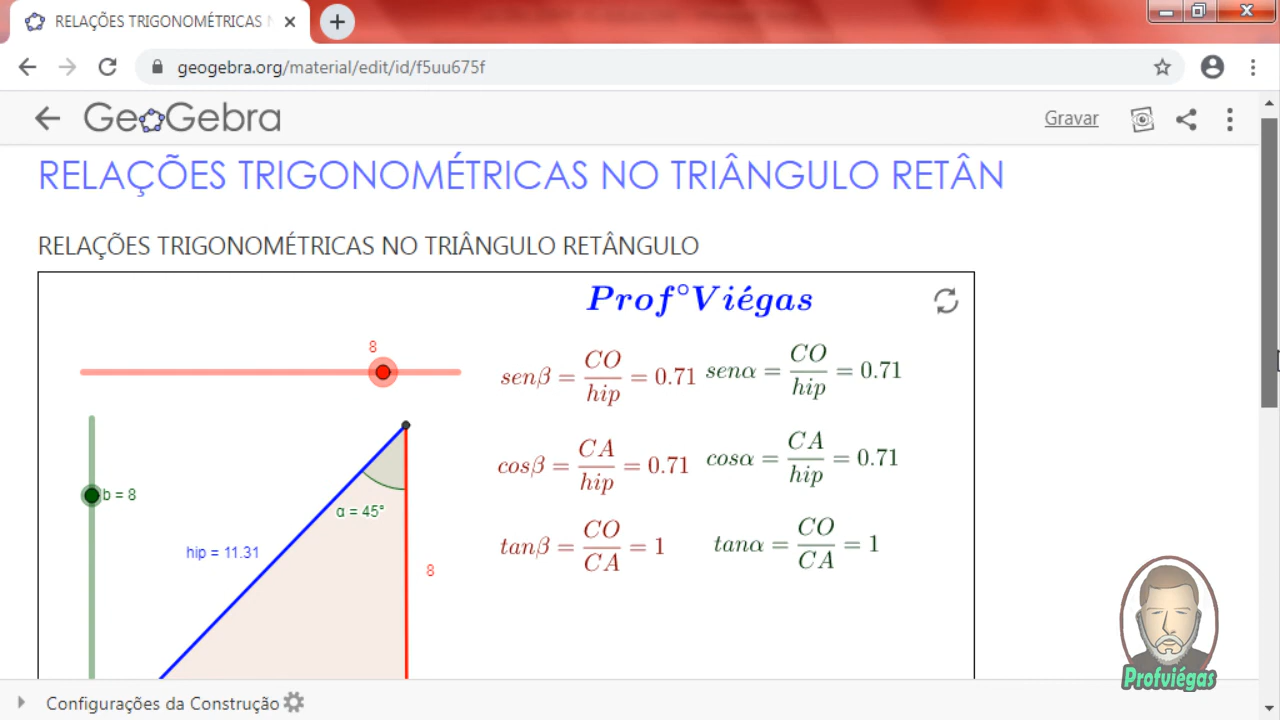 RELAÇÕES TRIGONOMÉTRICAS N
geogebra.org/material/edit/id/f5uu675f
GeoGebra
Gravar
RELAÇÕES TRIGONOMÉTRICAS NO TRIÂNGULO RETÂN
RELAÇÕES TRIGONOMÉTRICAS NO TRIÂNGULO RETÂNGULO
Prof°Viégas
8
b = 8
α = 45°
hip = 11.31
8
senβ = CO/hip = 0.71
senα = CO/hip = 0.71
cosβ = CA/hip = 0.71
cosα = CA/hip = 0.71
tanβ = CO/CA = 1
tanα = CO/CA = 1
Profviégas
Configurações da Construção